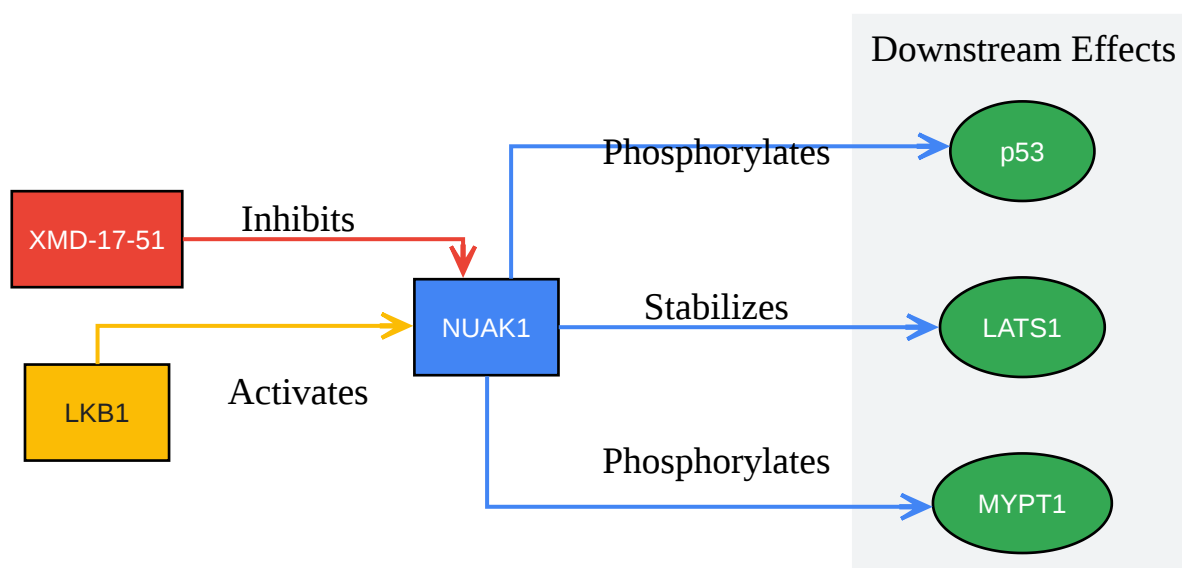 Downstream Effects
Phosphorylates
p53
Inhibits
XMD-17-51
Stabilizes
NUAK1
LATS1
Activates
LKB1
Phosphorylates
MYPT1